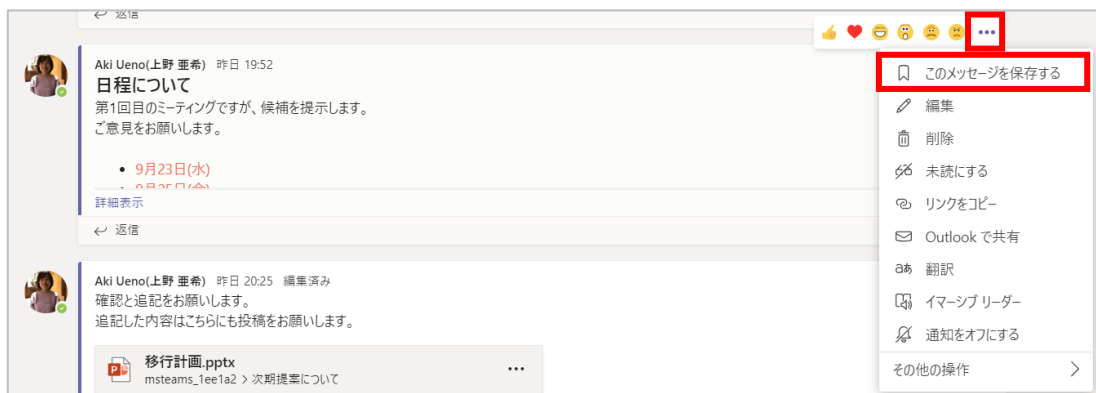 返信
Aki Ueno(上野 亜希) 昨日 19:52
日程について
第1回目のミーティングですが、候補を提示します。
ご意見をお願いします。
• 9月23日(水)
• 9月25日(金)
詳細表示
返信
Aki Ueno(上野 亜希) 昨日 20:25 編集済み
確認と追記をお願いします。
追記した内容はこちらにも投稿をお願いします。
移行計画.pptx
msteams_1ee1a2 > 次期提案について
このメッセージを保存する
編集
削除
未読にする
リンクをコピー
Outlook で共有
aあ 翻訳
イマーシブ リーダー
通知をオフにする
その他の操作